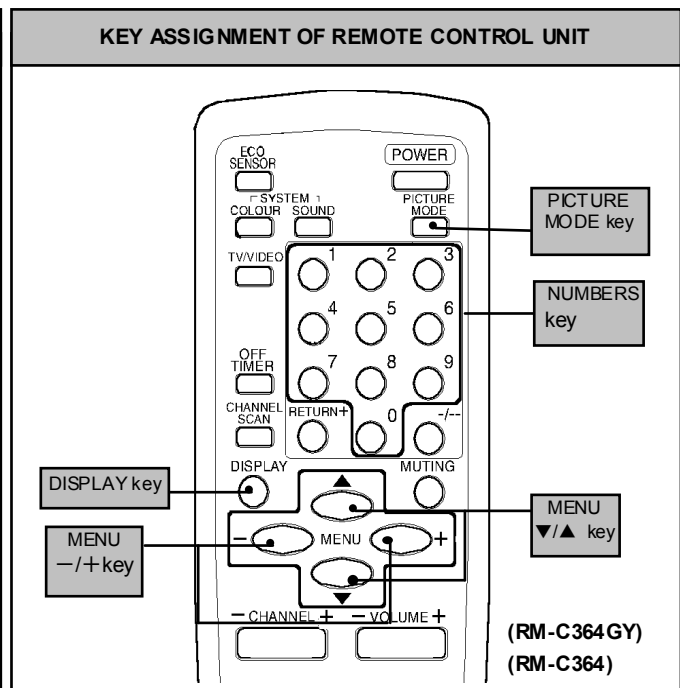 KEY ASSIGNMENT OF REMOTE CONTROL UNIT
ECO
SENSOR
POWER
SYSTEM
COLOUR SOUND
PICTURE
MODE
PICTURE
MODE key
TV/VIDEO
1 2 3
NUMBERS
key
4 5 6
OFF
TIMER
7 8 9
CHANNEL
SCAN
RETURN+ 0 -/--
DISPLAY MUTING
DISPLAY key
▲
MENU
▼/▲ key
MENU
−/+key
− MENU +
▼
− CHANNEL + − VOLUME +
(RM-C364GY)
(RM-C364)